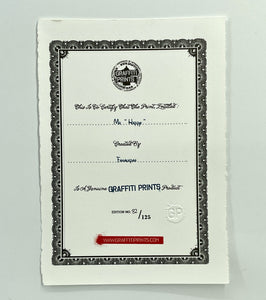 GRAFFITI
PRINTS
This Is To Certify That the Print Entitled
Mr "Happy"
Created By
Is A Genuine GRAFFITI PRINTS Product
EDITION NO. 82/125
GP
WWW.GRAFFITIPRINTS.COM